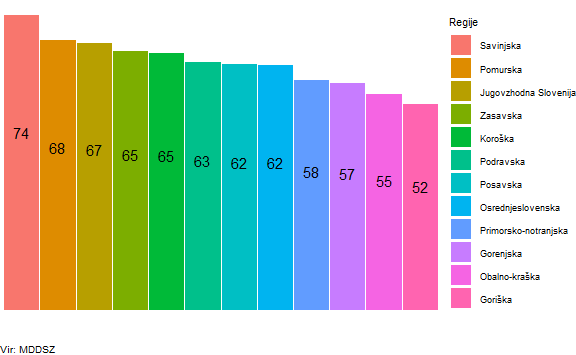 74
68
67
65
65
63
62
62
58
57
55
52
Regije
Savinjska
Pomurska
Jugovzhodna Slovenija
Zasavska
Koroška
Podravska
Posavska
Osrednjeslovenska
Primorsko-notranjska
Gorenjska
Obalno-kraška
Goriška
Vir: MDDSZ